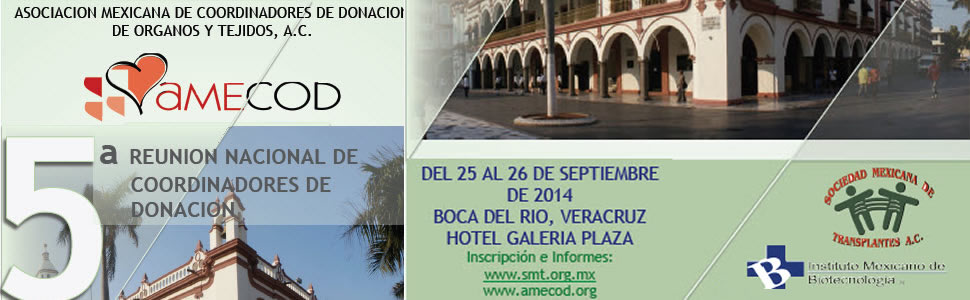 ASOCIACION MEXICANA DE COORDINADORES DE DONACION
DE ORGANOS Y TEJIDOS, A.C.
aMECOD
5a REUNION NACIONAL DE
COORDINADORES DE
DONACION
DEL 25 AL 26 DE SEPTIEMBRE
DE 2014
BOCA DEL RIO, VERACRUZ
HOTEL GALERIA PLAZA
Inscripción e Informes:
www.smt.org.mx
www.amecod.org
SOCIEDAD MEXICANA DE
TRANSPLANTES A.C.
Instituto Mexicano de
Biotecnología